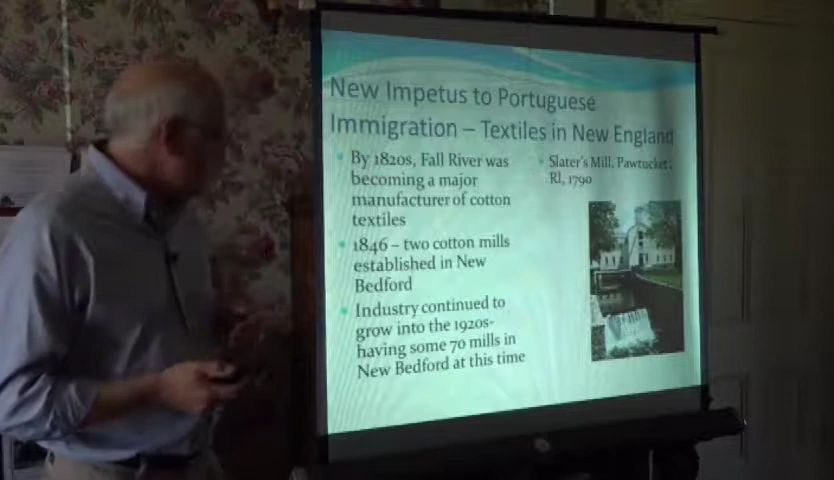 New Impetus to Portuguese
Immigration – Textiles in New England
By 1820s, Fall River was
becoming a major
manufacturer of cotton
textiles
1846 – two cotton mills
established in New
Bedford
Industry continued to
grow into the 1920s-
having some 70 mills in
New Bedford at this time
Slater's Mill, Pawtucket,
RI, 1790